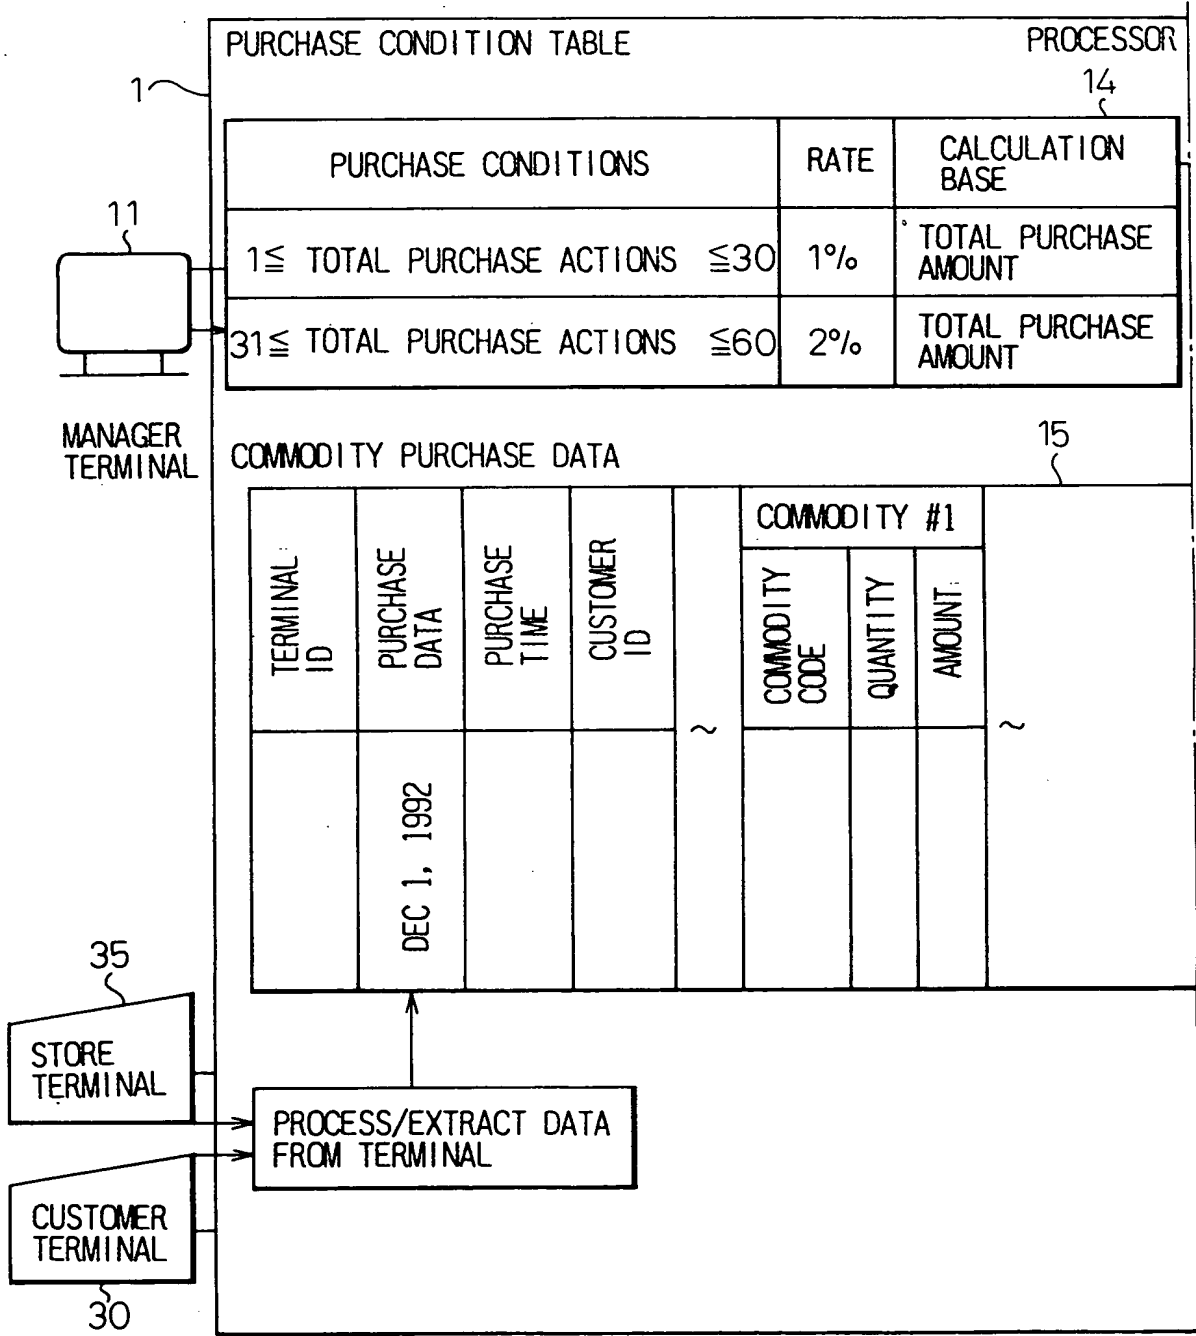 PURCHASE CONDITION TABLE
PROCESSOR
1
14
PURCHASE CONDITIONS
RATE
CALCULATION
BASE
11
1≦ TOTAL PURCHASE ACTIONS ≦30
1%
TOTAL PURCHASE
AMOUNT
31≦ TOTAL PURCHASE ACTIONS ≦60
2%
TOTAL PURCHASE
AMOUNT
MANAGER
TERMINAL
COMMODITY PURCHASE DATA
15
TERMINAL
ID
PURCHASE
DATA
PURCHASE
TIME
CUSTOMER
ID
~
COMMODITY #1
COMMODITY
CODE
QUANTITY
AMOUNT
~
DEC 1, 1992
35
STORE
TERMINAL
PROCESS/EXTRACT DATA
FROM TERMINAL
CUSTOMER
TERMINAL
30